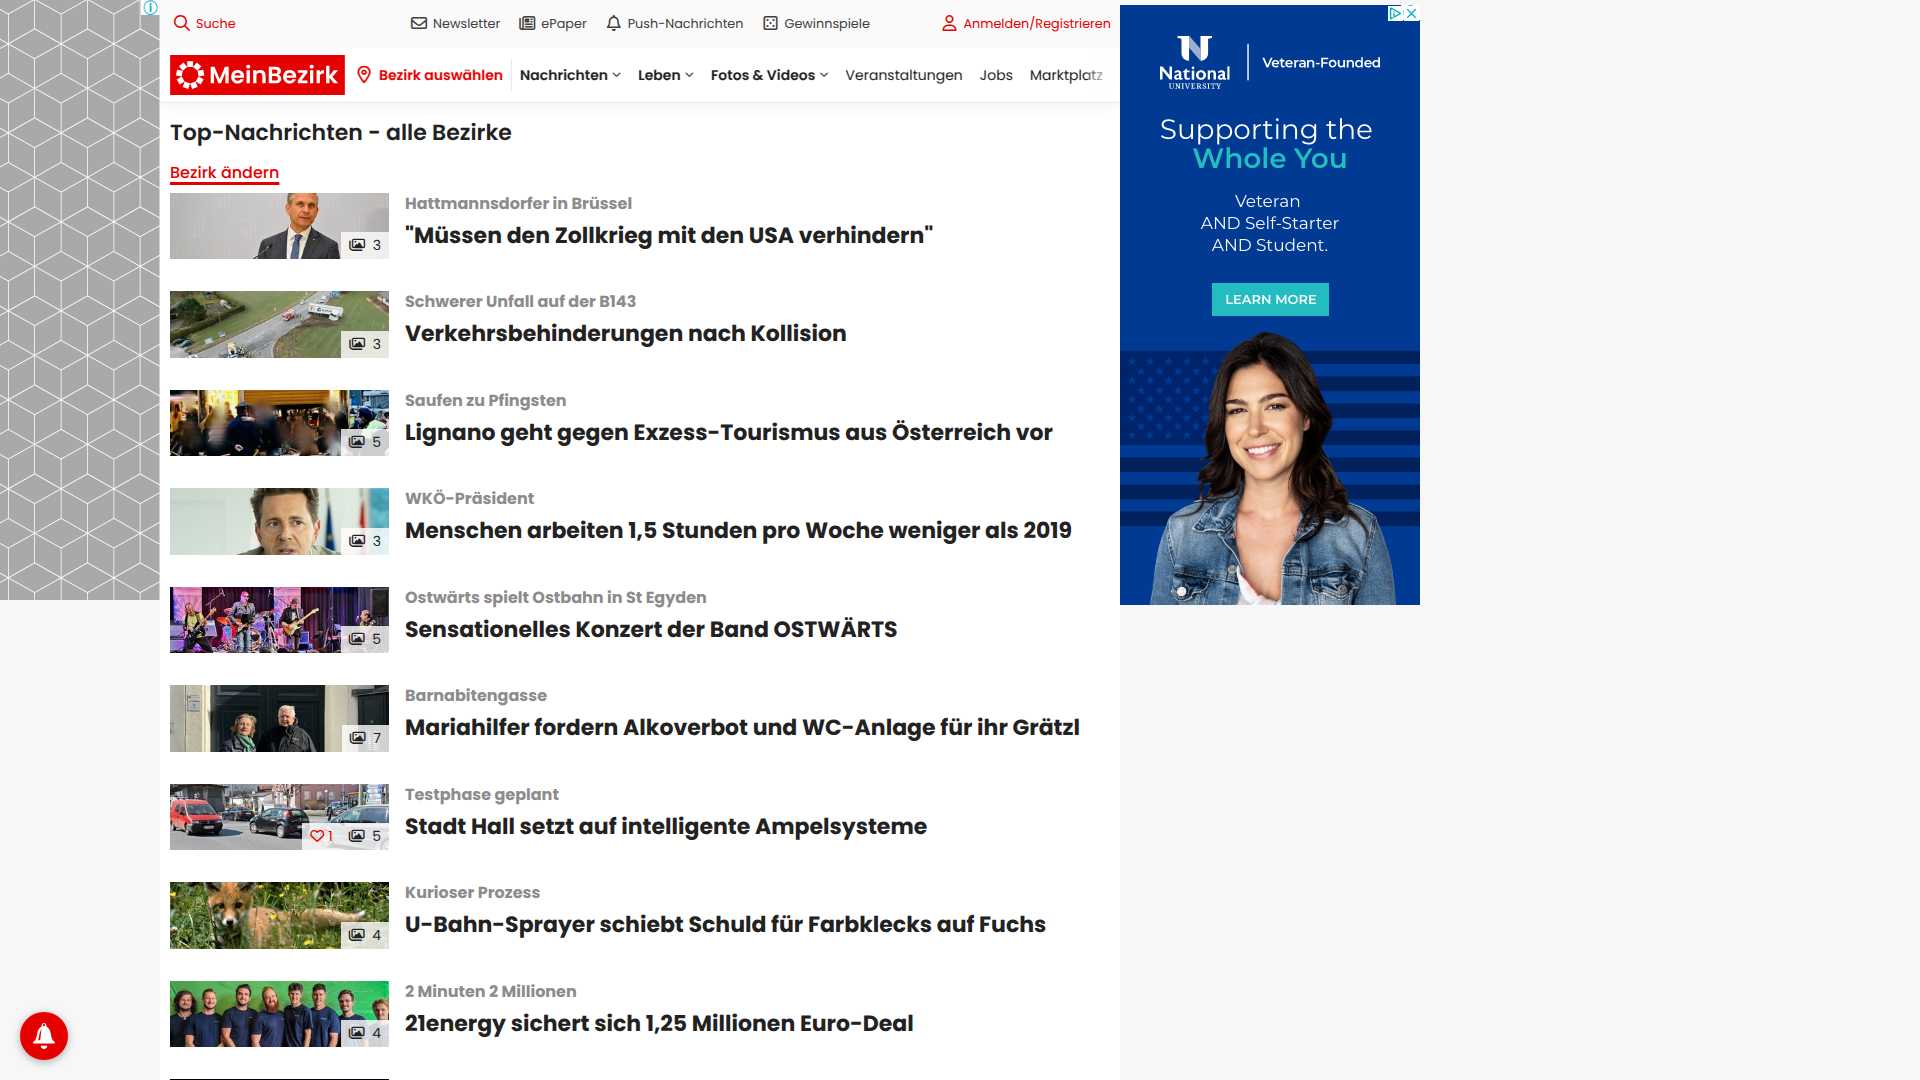 Suche
Newsletter
ePaper
Push-Nachrichten
Gewinnspiele
Anmelden/Registrieren
MeinBezirk
Bezirk auswählen
Nachrichten
Leben
Fotos & Videos
Veranstaltungen
Jobs
Marktplatz
Top-Nachrichten - alle Bezirke
Bezirk ändern
Hattmannsdorfer in Brüssel
"Müssen den Zollkrieg mit den USA verhindern"
3
Schwerer Unfall auf der B143
Verkehrsbehinderungen nach Kollision
3
Saufen zu Pfingsten
Lignano geht gegen Exzess-Tourismus aus Österreich vor
5
WKÖ-Präsident
Menschen arbeiten 1,5 Stunden pro Woche weniger als 2019
3
Ostwärts spielt Ostbahn in St Egyden
Sensationelles Konzert der Band OSTWÄRTS
5
Barnabitengasse
Mariahilfer fordern Alkoverbot und WC-Anlage für ihr Grätzl
7
Testphase geplant
Stadt Hall setzt auf intelligente Ampelsysteme
1 5
Kurioser Prozess
U-Bahn-Sprayer schiebt Schuld für Farbklecks auf Fuchs
4
2 Minuten 2 Millionen
21energy sichert sich 1,25 Millionen Euro-Deal
4
National
UNIVERSITY
Veteran-Founded
Supporting the
Whole You
Veteran
AND Self-Starter
AND Student.
LEARN MORE